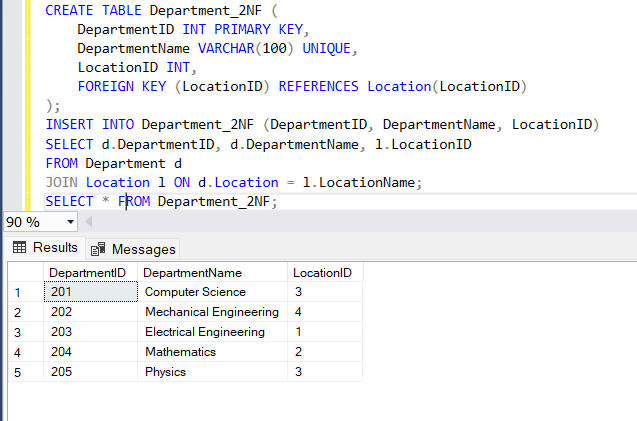 CREATE TABLE Department_2NF (
DepartmentID INT PRIMARY KEY,
DepartmentName VARCHAR(100) UNIQUE,
LocationID INT,
FOREIGN KEY (LocationID) REFERENCES Location(LocationID)
);
INSERT INTO Department_2NF (DepartmentID, DepartmentName, LocationID)
SELECT d.DepartmentID, d.DepartmentName, l.LocationID
FROM Department d
JOIN Location l ON d.Location = l.LocationName;
SELECT * FROM Department_2NF;
90 %
Results Messages
DepartmentID DepartmentName LocationID
1 201 Computer Science 3
2 202 Mechanical Engineering 4
3 203 Electrical Engineering 1
4 204 Mathematics 2
5 205 Physics 3